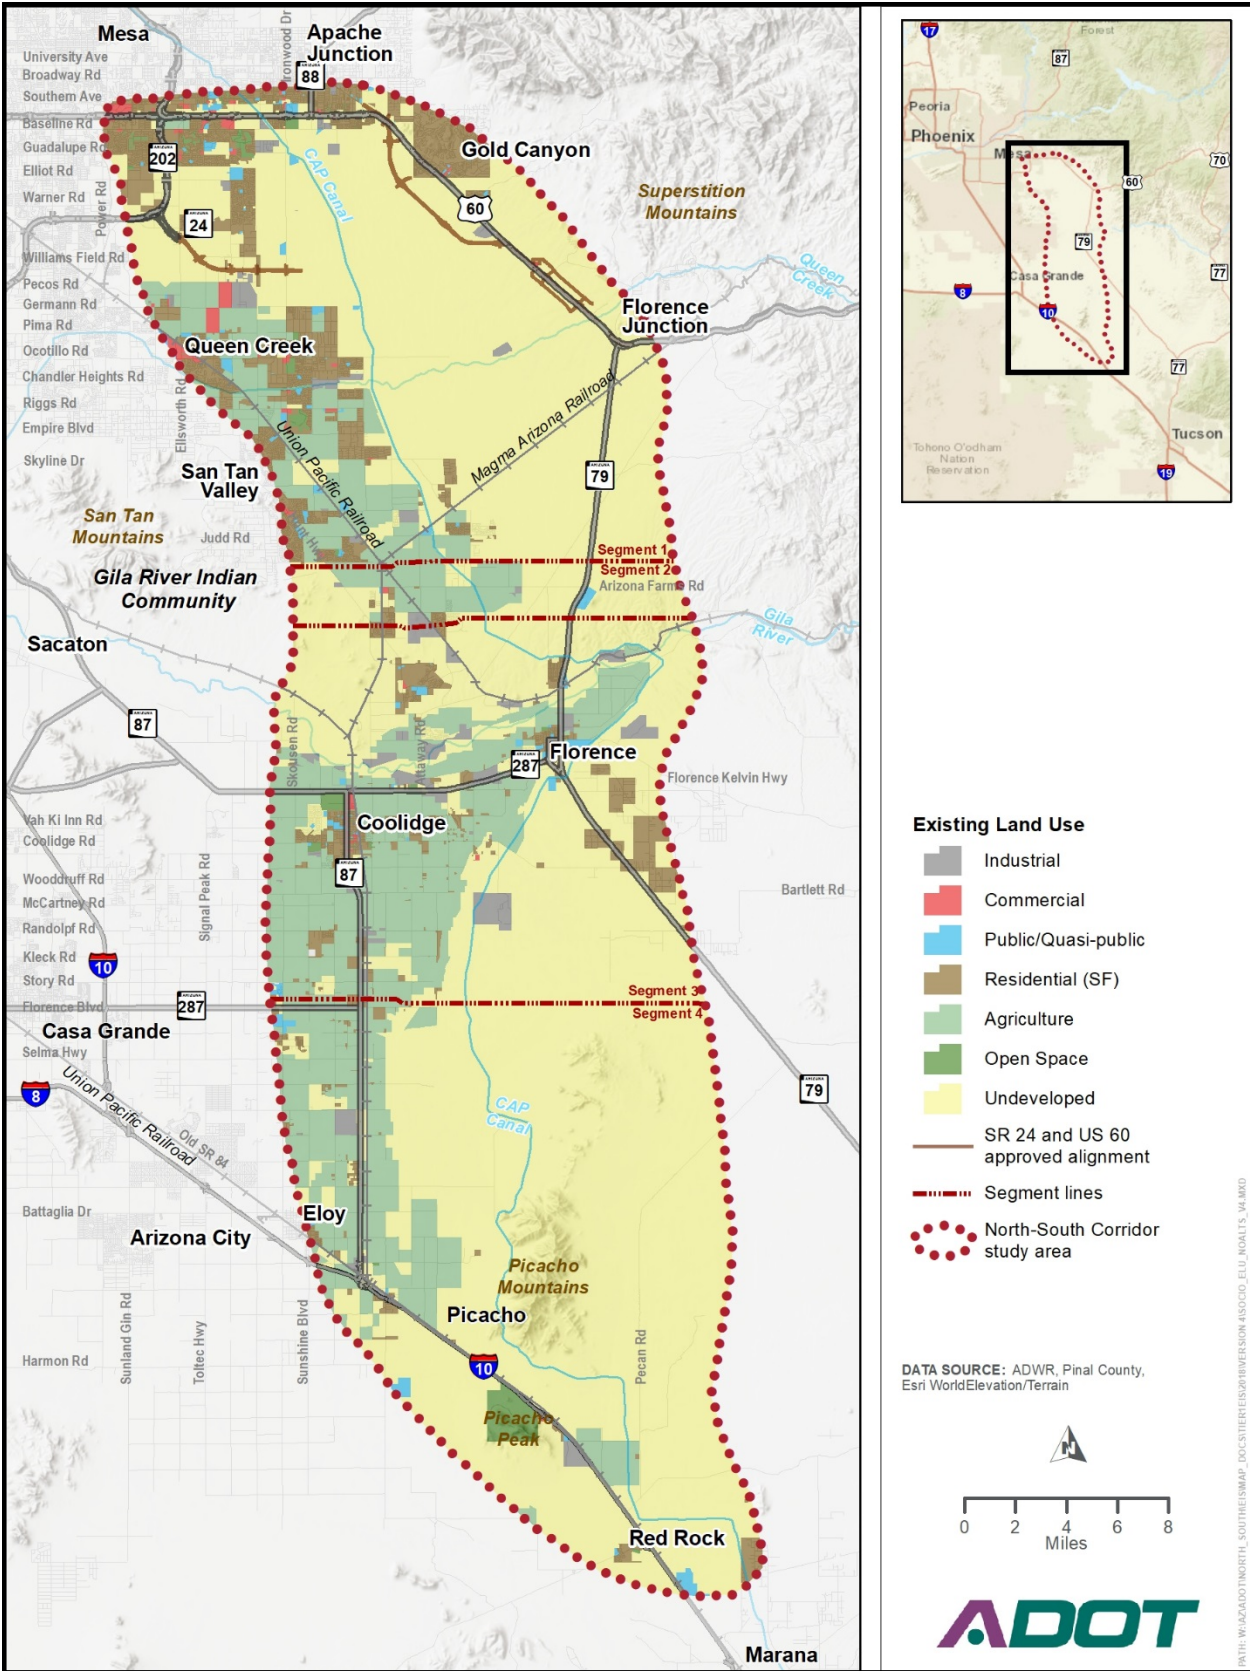 Mesa
Apache
Junction
University Ave
Broadway Rd
Southern Ave
Baseline Rd
Guadalupe Rd
Elliot Rd
Warner Rd
Power Rd
Ironwood Dr
ARIZONA
88
ARIZONA
202
ARIZONA
24
CAP Canal
Gold Canyon
60
Superstition
Mountains
Williams Field Rd
Pecos Rd
Germann Rd
Pima Rd
Ocotillo Rd
Chandler Heights Rd
Riggs Rd
Empire Blvd
Skyline Dr
Ellsworth Rd
Queen Creek
Queen
Creek
Florence
Junction
Union Pacific Railroad
Magma Arizona Railroad
ARIZONA
79
San Tan
Valley
San Tan
Mountains
Judd Rd
Gila River Indian
Community
Segment 1
Segment 2
Arizona Farms Rd
Gila
River
Sacaton
ARIZONA
87
Skousen Rd
Attaway Rd
ARIZONA
287
Florence
Florence Kelvin Hwy
Vah Ki Inn Rd
Coolidge Rd
Coolidge
ARIZONA
87
Wooddruff Rd
McCartney Rd
Randolpf Rd
Kleck Rd
Story Rd
Florence Blvd
Signal Peak Rd
Bartlett Rd
10
ARIZONA
287
Segment 3
Segment 4
Casa Grande
Selma Hwy
8
Union Pacific Railroad
Old SR 84
CAP
Canal
ARIZONA
79
Battaglia Dr
Eloy
Arizona City
Picacho
Mountains
Picacho
10
Sunland Gin Rd
Toltec Hwy
Sunshine Blvd
Pecan Rd
Harmon Rd
Picacho
Peak
Red Rock
Marana
17
Forest
87
Peoria
Phoenix
Mesa
70
60
79
77
Casa Grande
8
10
77
Tohono O'odham
Nation
Reservation
Tucson
19
Existing Land Use
Industrial
Commercial
Public/Quasi-public
Residential (SF)
Agriculture
Open Space
Undeveloped
SR 24 and US 60
approved alignment
Segment lines
North-South Corridor
study area
DATA SOURCE: ADWR, Pinal County,
Esri WorldElevation/Terrain
N
0 2 4 6 8
Miles
ADOT